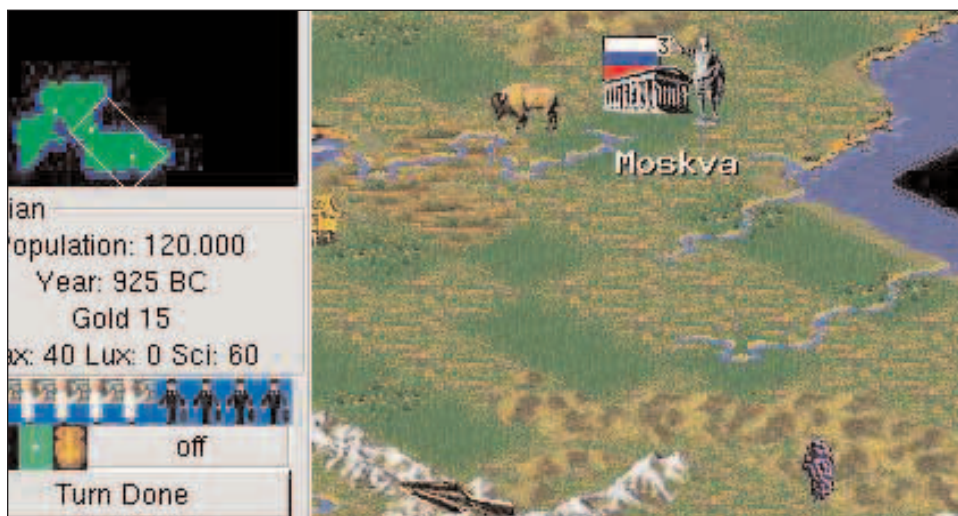 3
Moskva
ian
opulation: 120.000
Year: 925 BC
Gold 15
ax: 40 Lux: 0 Sci: 60
off
Turn Done